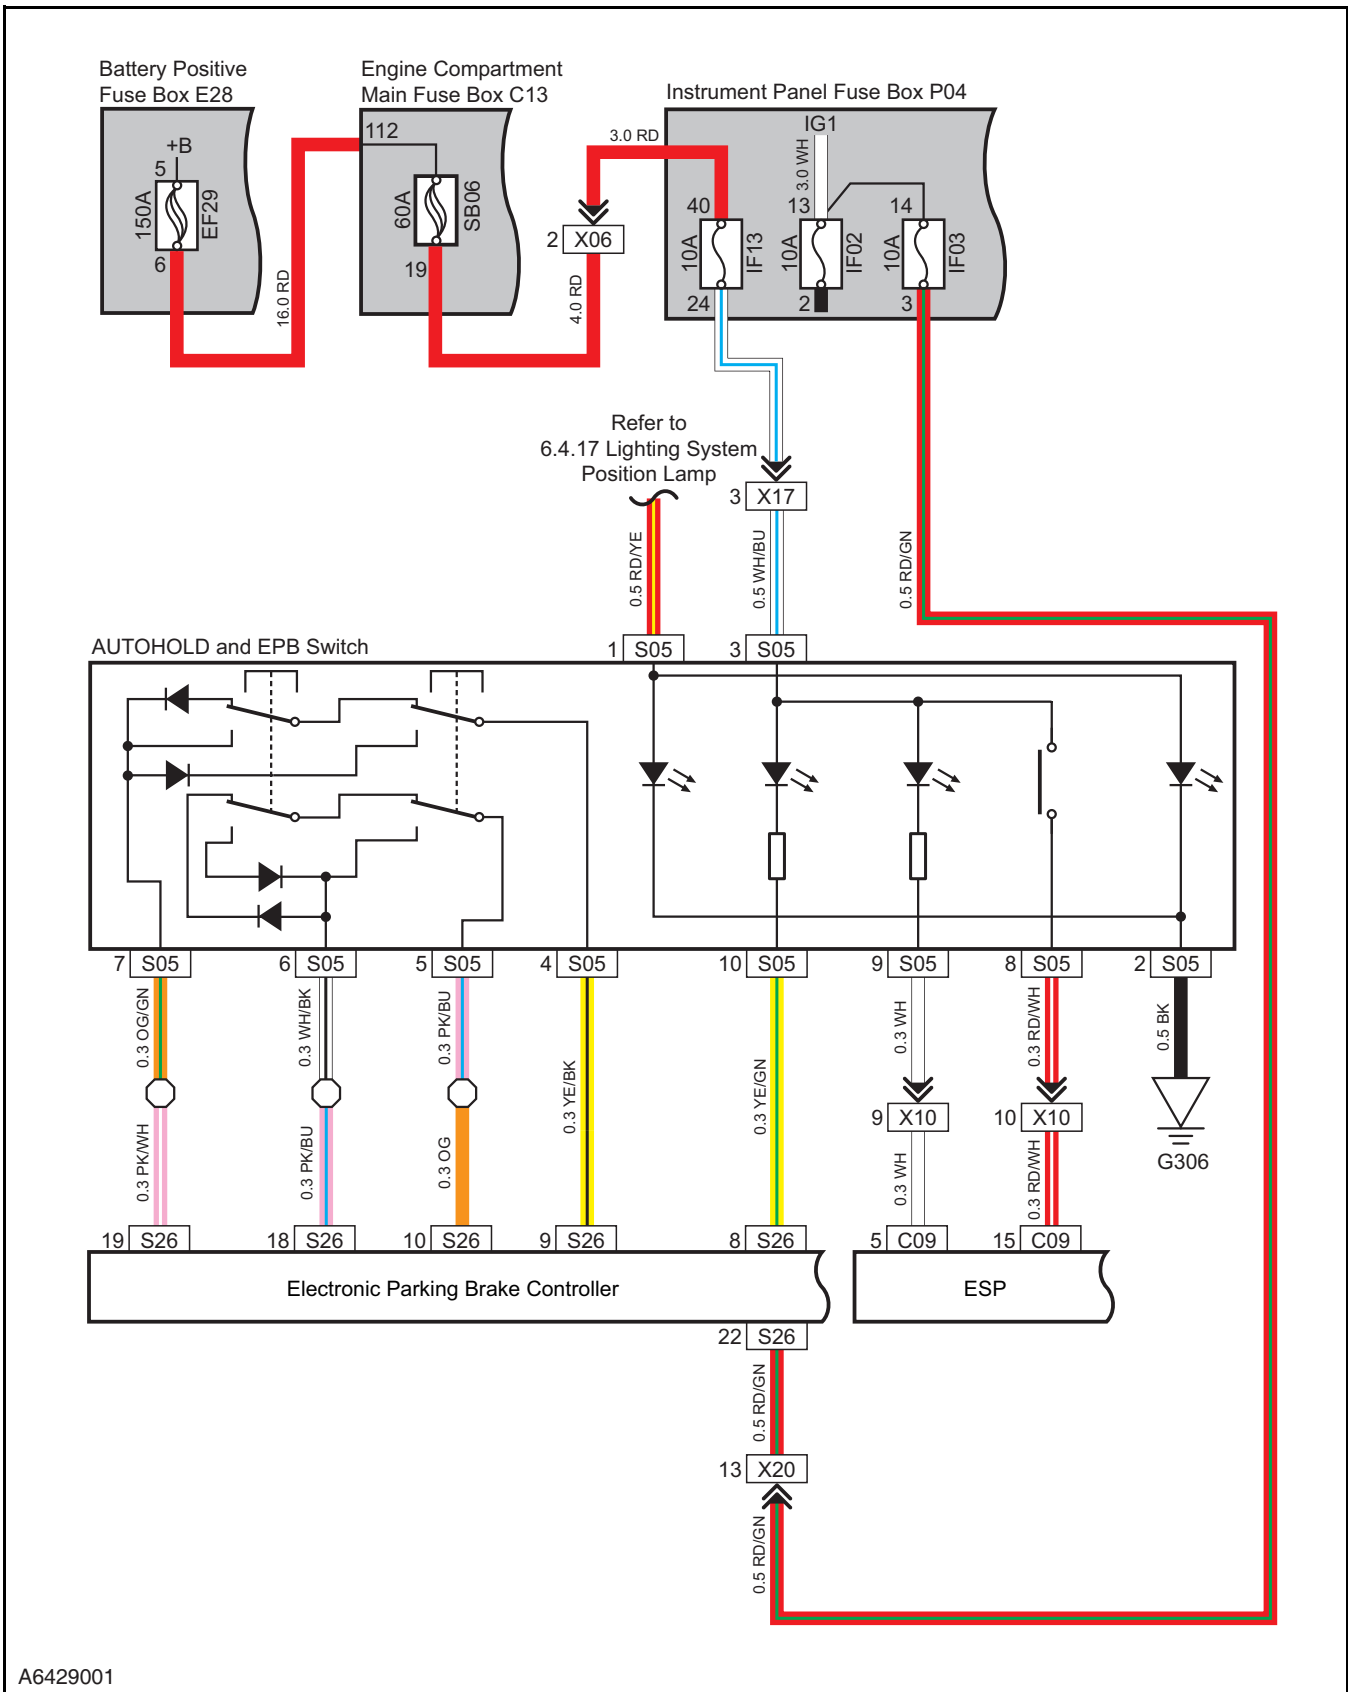 Battery Positive
Fuse Box E28
Engine Compartment
Main Fuse Box C13
Instrument Panel Fuse Box P04
+B
5
150A
EF29
6
16.0 RD
112
60A
SB06
19
3.0 RD
2 X06
4.0 RD
IG1
3.0 WH
40
10A
IF13
24
13
10A
IF02
2
14
10A
IF03
3
Refer to
6.4.17 Lighting System
Position Lamp
3 X17
0.5 RD/YE
0.5 WH/BU
0.5 RD/GN
AUTOHOLD and EPB Switch
1 S05
3 S05
7 S05
6 S05
5 S05
4 S05
10 S05
9 S05
8 S05
2 S05
0.3 OG/GN
0.3 WH/BK
0.3 PK/BU
0.3 YE/BK
0.3 YE/GN
0.3 WH
0.3 RD/WH
0.5 BK
9 X10
10 X10
G306
0.3 PK/WH
0.3 PK/BU
0.3 OG
0.3 WH
0.3 RD/WH
19 S26
18 S26
10 S26
9 S26
8 S26
5 C09
15 C09
Electronic Parking Brake Controller
ESP
22 S26
0.5 RD/GN
13 X20
0.5 RD/GN
A6429001